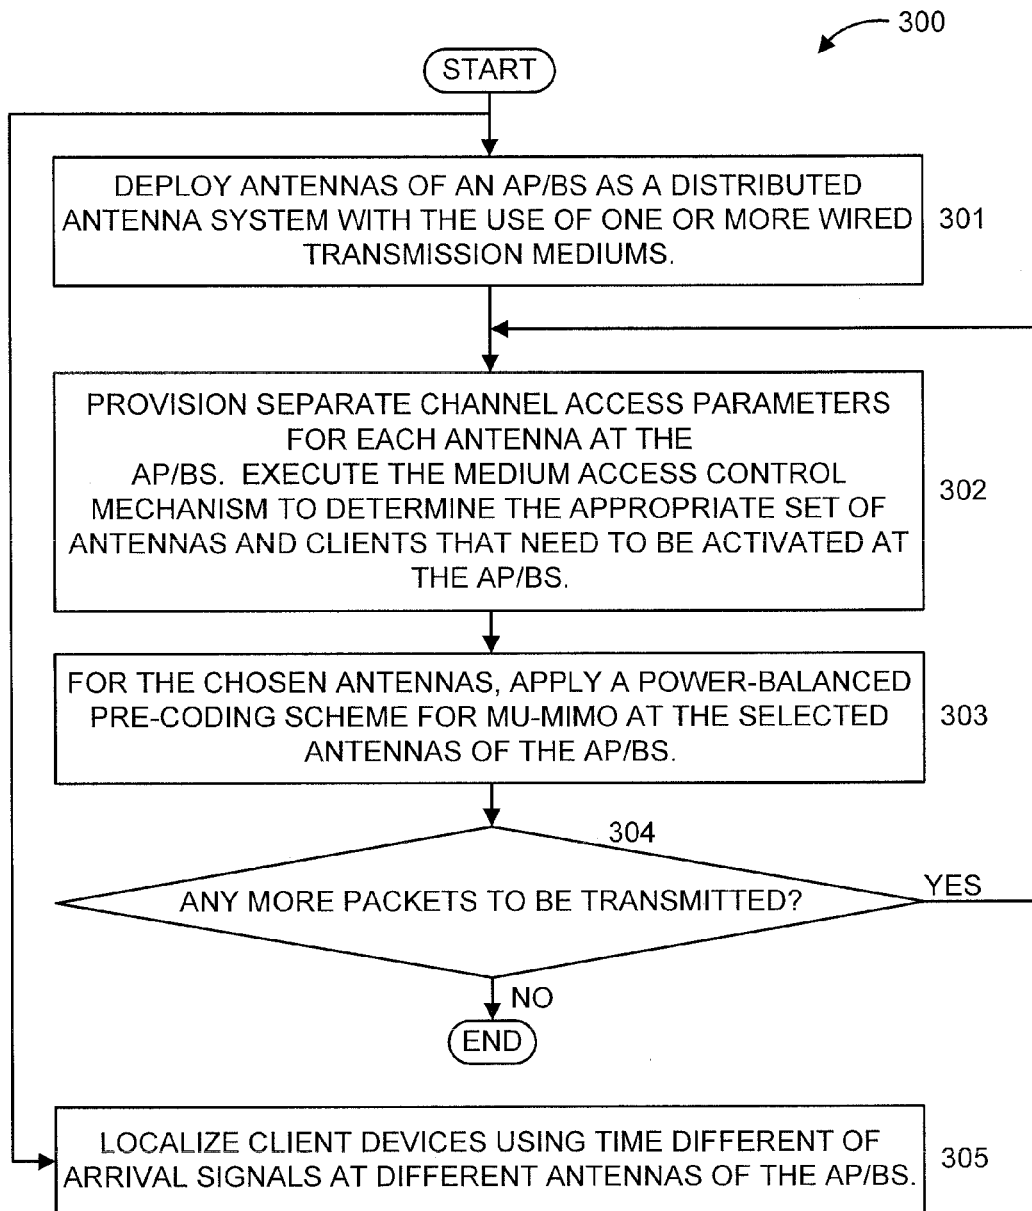 300
START
DEPLOY ANTENNAS OF AN AP/BS AS A DISTRIBUTED
ANTENNA SYSTEM WITH THE USE OF ONE OR MORE WIRED
TRANSMISSION MEDIUMS.
301
PROVISION SEPARATE CHANNEL ACCESS PARAMETERS
FOR EACH ANTENNA AT THE
AP/BS. EXECUTE THE MEDIUM ACCESS CONTROL
MECHANISM TO DETERMINE THE APPROPRIATE SET OF
ANTENNAS AND CLIENTS THAT NEED TO BE ACTIVATED AT
THE AP/BS.
302
FOR THE CHOSEN ANTENNAS, APPLY A POWER-BALANCED
PRE-CODING SCHEME FOR MU-MIMO AT THE SELECTED
ANTENNAS OF THE AP/BS.
303
304
ANY MORE PACKETS TO BE TRANSMITTED?
YES
NO
END
LOCALIZE CLIENT DEVICES USING TIME DIFFERENT OF
ARRIVAL SIGNALS AT DIFFERENT ANTENNAS OF THE AP/BS.
305